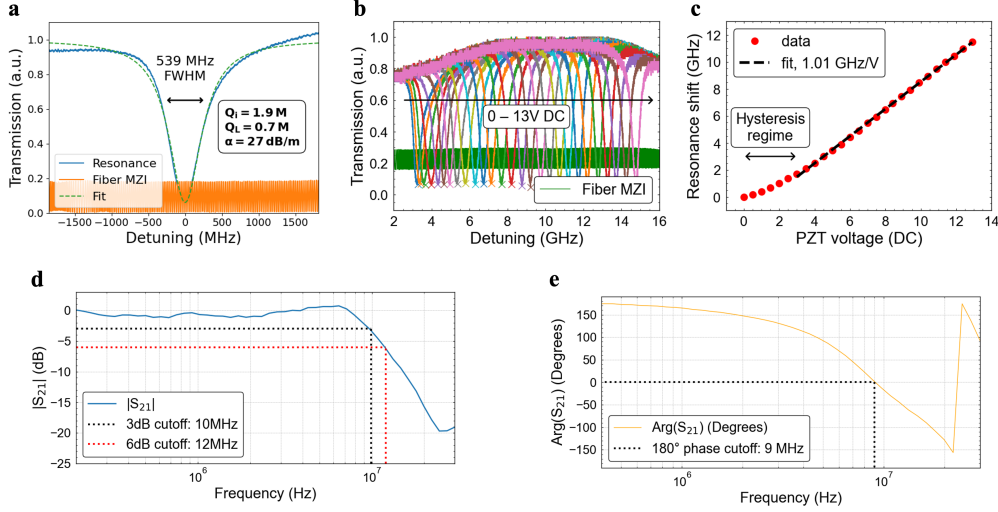 a
Transmission (a.u.)
1.0
0.8
0.6
0.4
0.2
0.0
539 MHz
FWHM
Qi = 1.9 M
QL = 0.7 M
α = 27 dB/m
Resonance
Fiber MZI
Fit
−1500 −1000 −500 0 500 1000 1500
Detuning (MHz)
b
Transmission (a.u.)
1.0
0.8
0.6
0.4
0.2
0.0
0 – 13V DC
Fiber MZI
2 4 6 8 10 12 14 16
Detuning (GHz)
c
Resonance shift (GHz)
12
10
8
6
4
2
0
data
fit, 1.01 GHz/V
Hysteresis
regime
0 2 4 6 8 10 12 14
PZT voltage (DC)
d
|S21| (dB)
0
−5
−10
−15
−20
−25
|S21|
3dB cutoff: 10MHz
6dB cutoff: 12MHz
10^6 10^7
Frequency (Hz)
e
Arg(S21) (Degrees)
150
100
50
0
−50
−100
−150
Arg(S21) (Degrees)
180° phase cutoff: 9 MHz
10^6 10^7
Frequency (Hz)